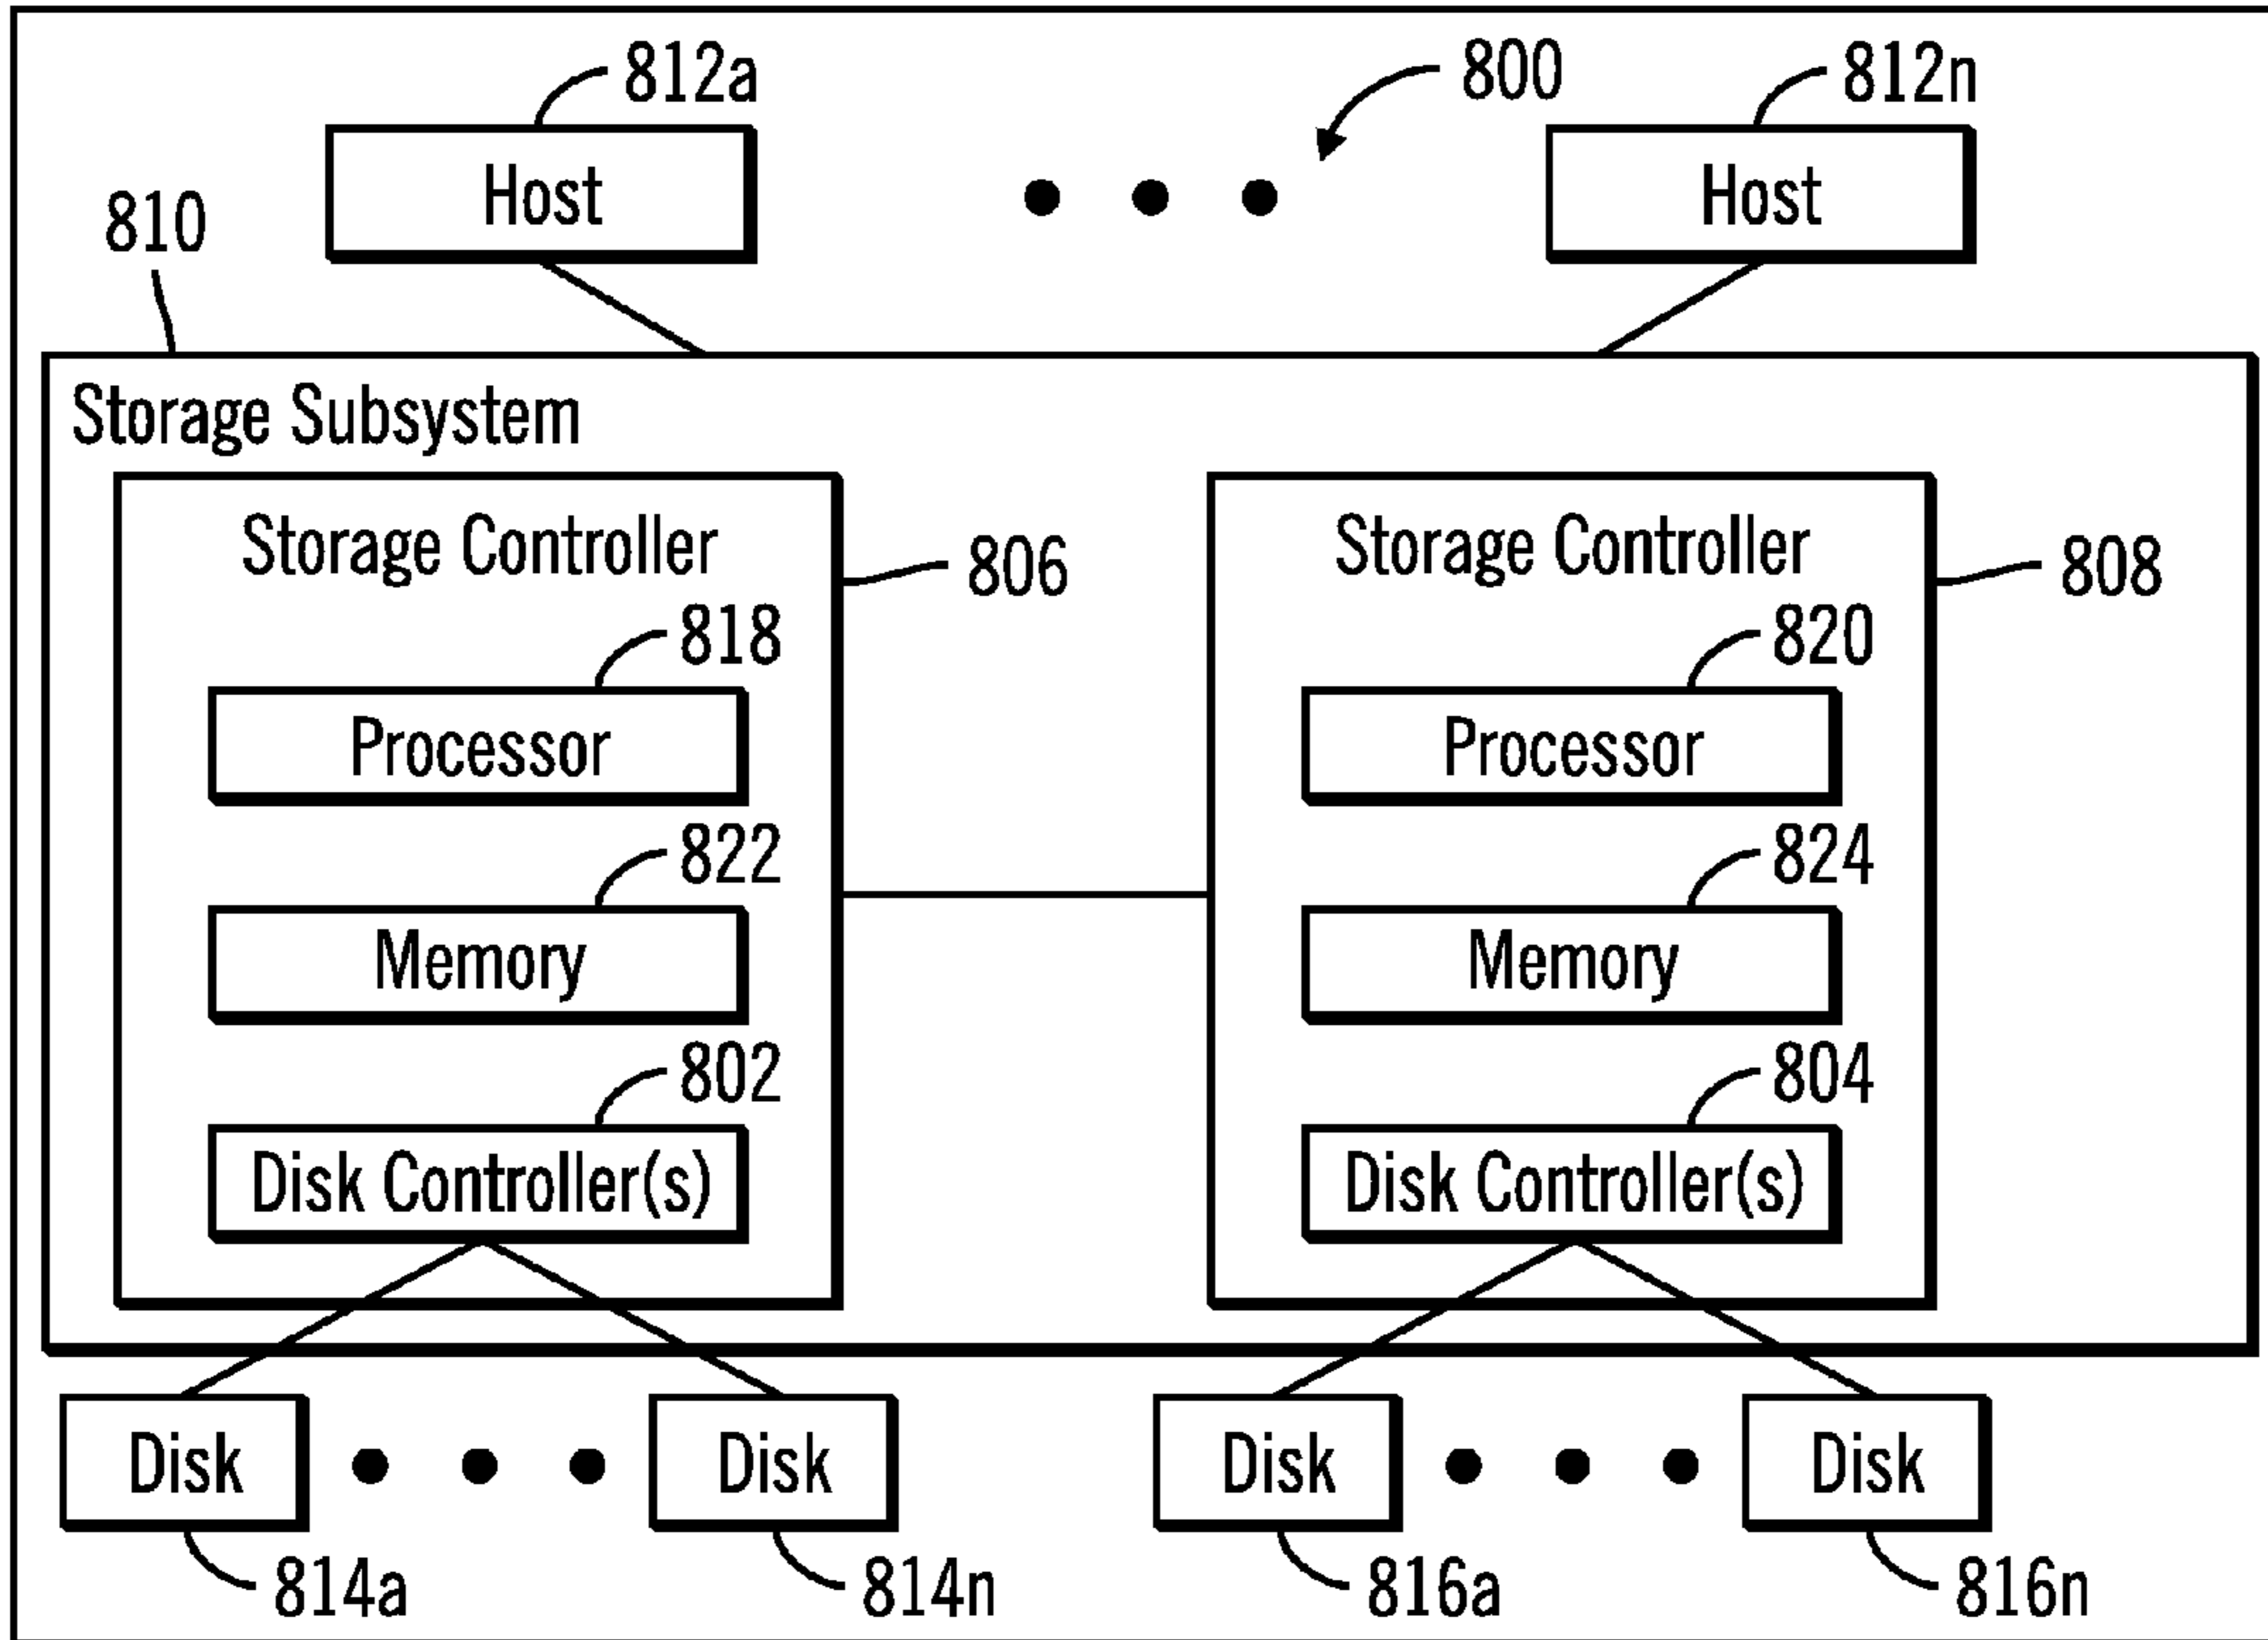 812a
800
812n
Host
Host
810
Storage Subsystem
Storage Controller
806
818
Processor
822
Memory
802
Disk Controller(s)
Storage Controller
808
820
Processor
824
Memory
804
Disk Controller(s)
Disk
Disk
Disk
Disk
814a
814n
816a
816n